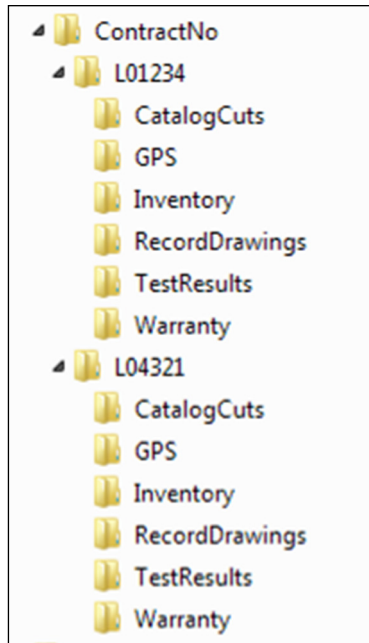 ContractNo
L01234
CatalogCuts
GPS
Inventory
RecordDrawings
TestResults
Warranty
L04321
CatalogCuts
GPS
Inventory
RecordDrawings
TestResults
Warranty